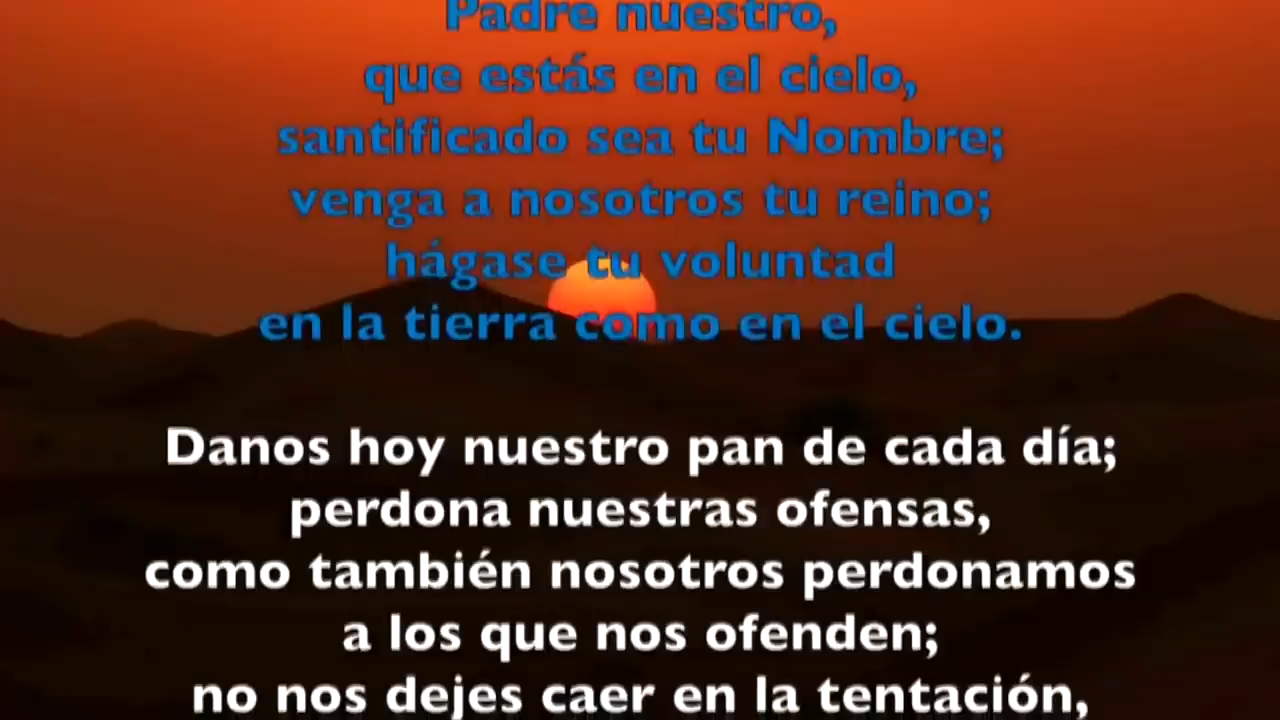 Padre nuestro,
que estás en el cielo,
santificado sea tu Nombre;
venga a nosotros tu reino;
hágase tu voluntad
en la tierra como en el cielo.
Danos hoy nuestro pan de cada día;
perdona nuestras ofensas,
como también nosotros perdonamos
a los que nos ofenden;
no nos dejes caer en la tentación,